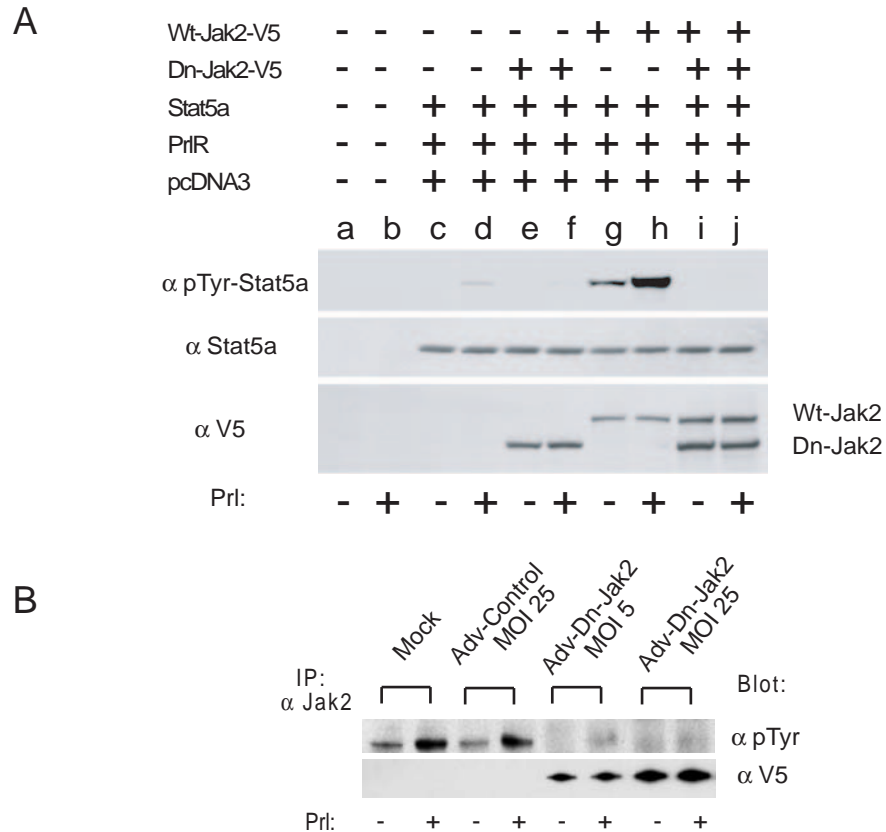 A
Wt-Jak2-V5 - - - - - - + + + +
Dn-Jak2-V5 - - - - + + - - + +
Stat5a - - + + + + + + + +
PrlR - - + + + + + + + +
pcDNA3 - - + + + + + + + +
a b c d e f g h i j
α pTyr-Stat5a
α Stat5a
α V5
Wt-Jak2
Dn-Jak2
Prl: - + - + - + - + - +
B
Mock
Adv-Control
MOI 25
Adv-Dn-Jak2
MOI 5
Adv-Dn-Jak2
MOI 25
IP:
α Jak2
Blot:
α pTyr
α V5
Prl: - + - + - + - +